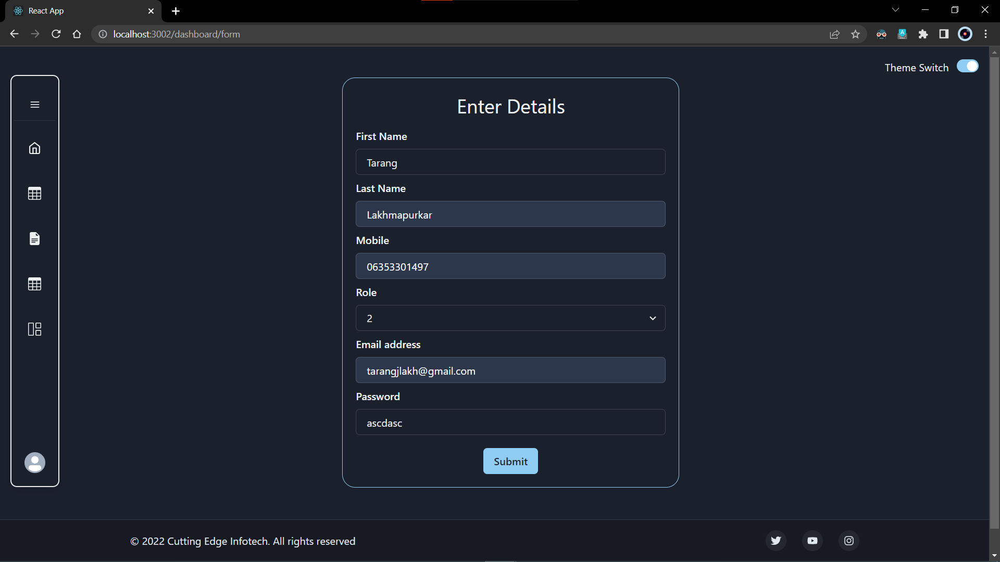 React App
localhost:3002/dashboard/form
Theme Switch
Enter Details
First Name
Tarang
Last Name
Lakhmapurkar
Mobile
06353301497
Role
2
Email address
tarangjlakh@gmail.com
Password
ascdasc
Submit
© 2022 Cutting Edge Infotech. All rights reserved